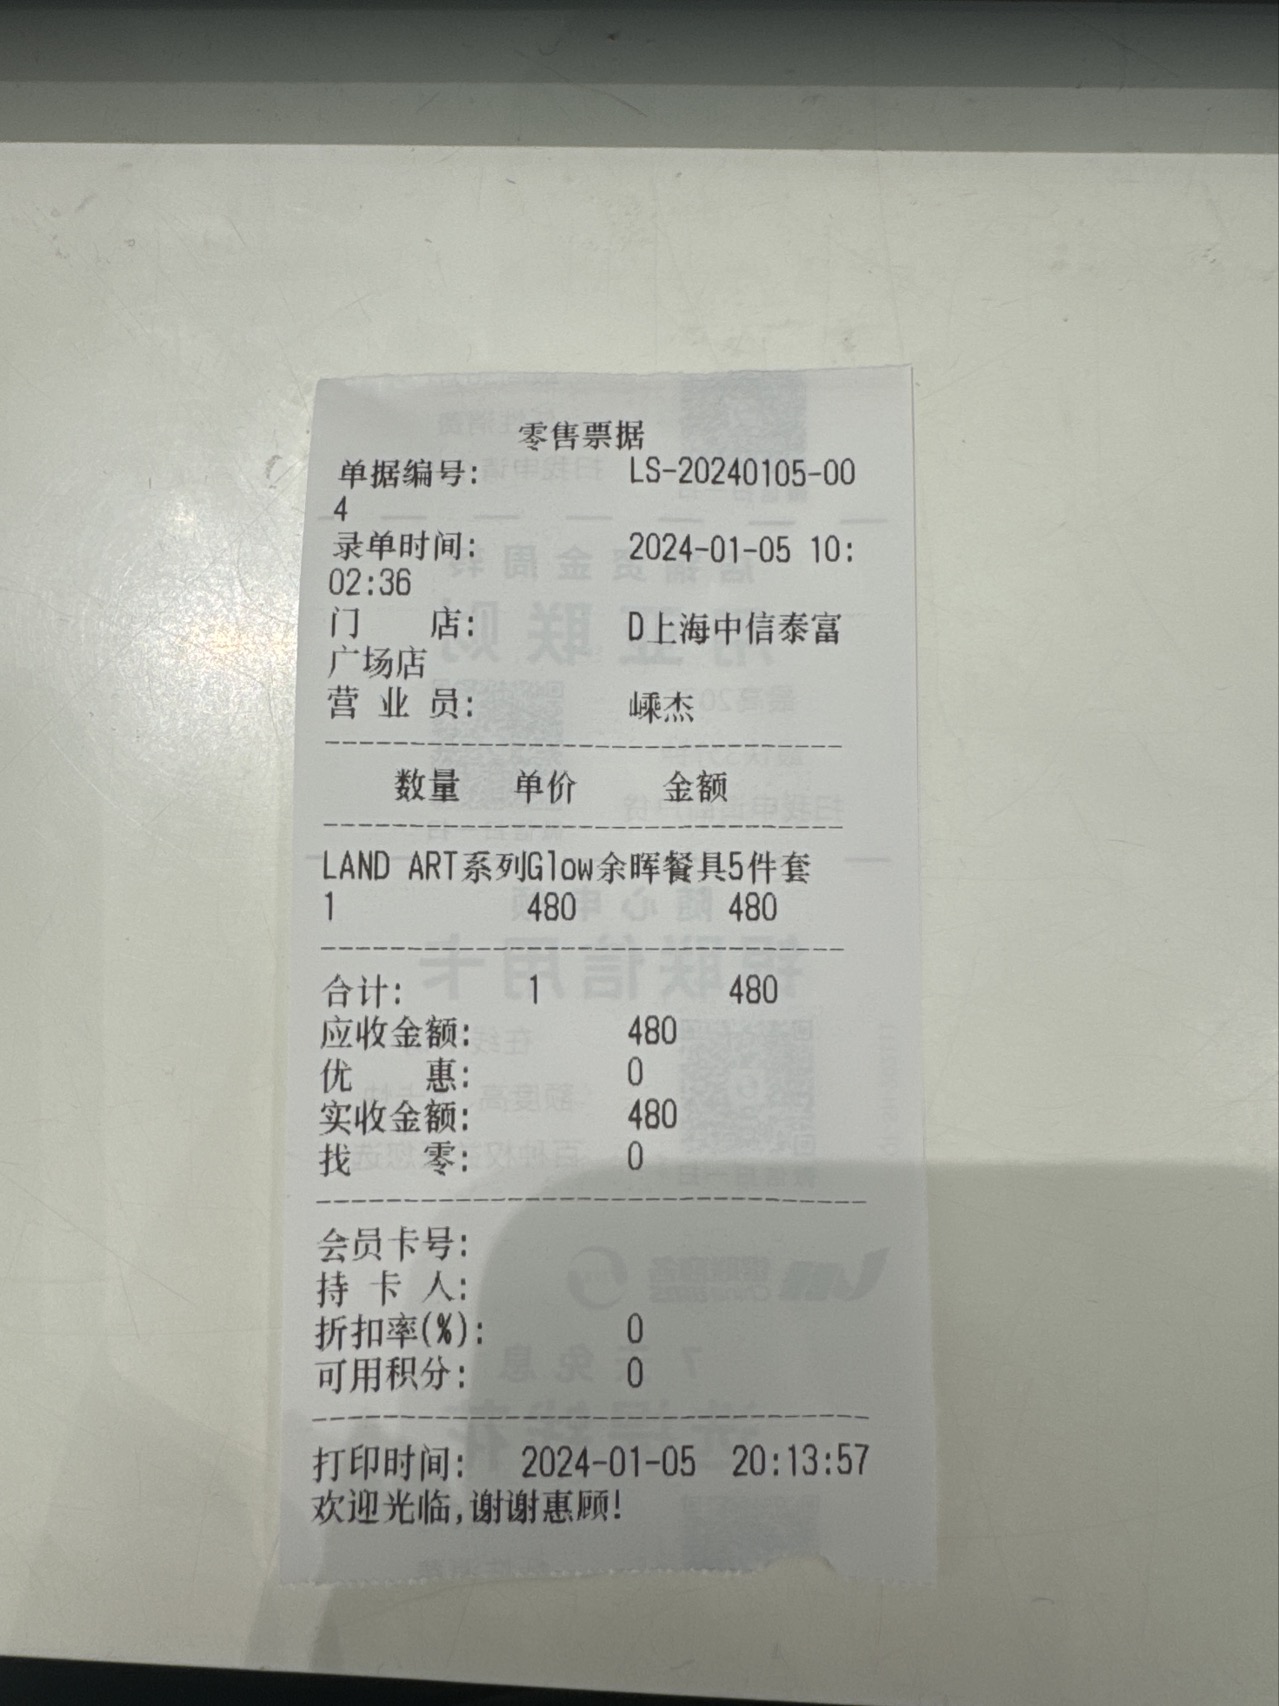 零售票据
单据编号: LS-20240105-00
4
录单时间: 2024-01-05 10:
02:36
门 店: D上海中信泰富
广场店
营 业 员: 嵊杰
数量 单价 金额
LAND ART系列Glow余晖餐具5件套
1 480 480
合计: 1 480
应收金额: 480
优 惠: 0
实收金额: 480
找 零: 0
会员卡号:
持 卡 人:
折扣率(%): 0
可用积分: 0
打印时间: 2024-01-05 20:13:57
欢迎光临,谢谢惠顾!